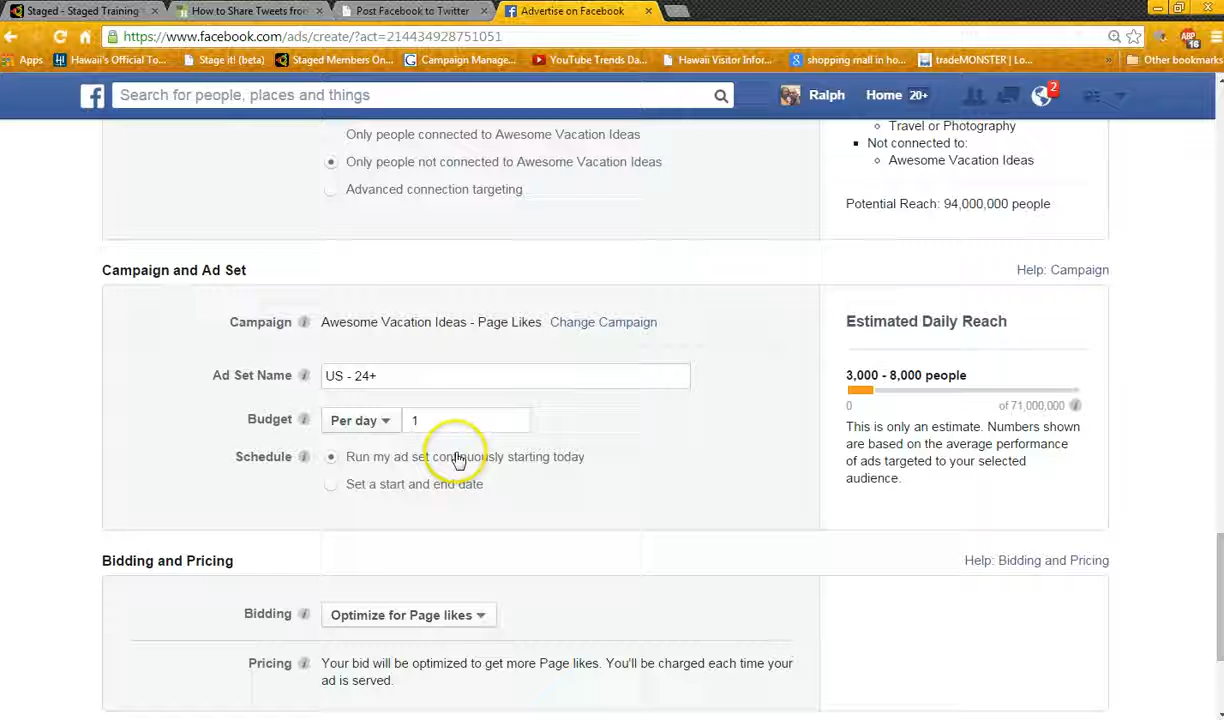 Staged - Staged Training
How to Share Tweets from
Post Facebook to Twitter
Advertise on Facebook
https://www.facebook.com/ads/create/?act=214434928751051
ABP
16
Apps
Hawaii's Official To...
Stage it! (beta)
Staged Members On...
Campaign Manage...
YouTube Trends Da...
Hawaii Visitor Infor...
shopping mall in ho...
tradeMONSTER | Lo...
»
Other bookmarks
Search for people, places and things
Ralph
Home 20+
2
Only people connected to Awesome Vacation Ideas
Only people not connected to Awesome Vacation Ideas
Advanced connection targeting
Travel or Photography
Not connected to:
Awesome Vacation Ideas
Potential Reach: 94,000,000 people
Campaign and Ad Set
Help: Campaign
Campaign
Awesome Vacation Ideas - Page Likes Change Campaign
Ad Set Name
US - 24+
Budget
Per day
1
Schedule
Run my ad set continuously starting today
Set a start and end date
Estimated Daily Reach
3,000 - 8,000 people
0
of 71,000,000
This is only an estimate. Numbers shown
are based on the average performance
of ads targeted to your selected
audience.
Bidding and Pricing
Help: Bidding and Pricing
Bidding
Optimize for Page likes
Pricing
Your bid will be optimized to get more Page likes. You'll be charged each time your
ad is served.